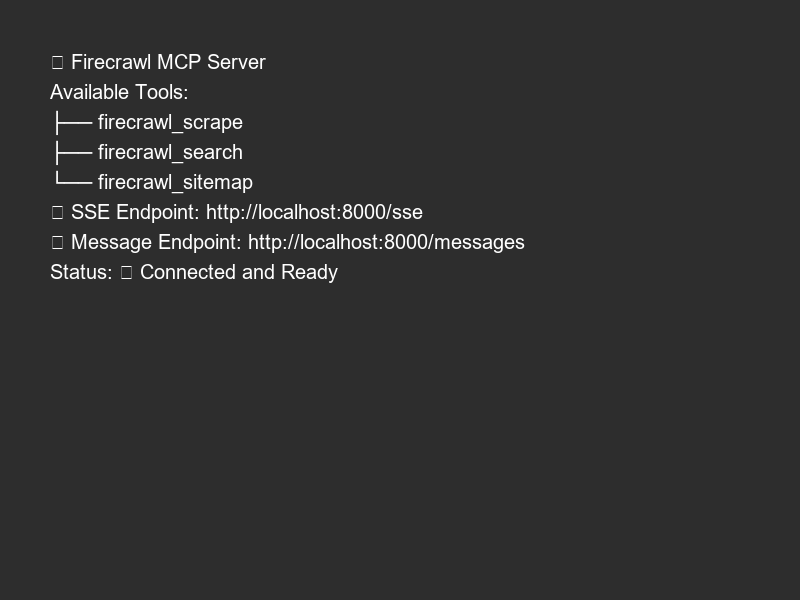 ▯ Firecrawl MCP Server
Available Tools:
├── firecrawl_scrape
├── firecrawl_search
└── firecrawl_sitemap
▯ SSE Endpoint: http://localhost:8000/sse
▯ Message Endpoint: http://localhost:8000/messages
Status: ▯ Connected and Ready